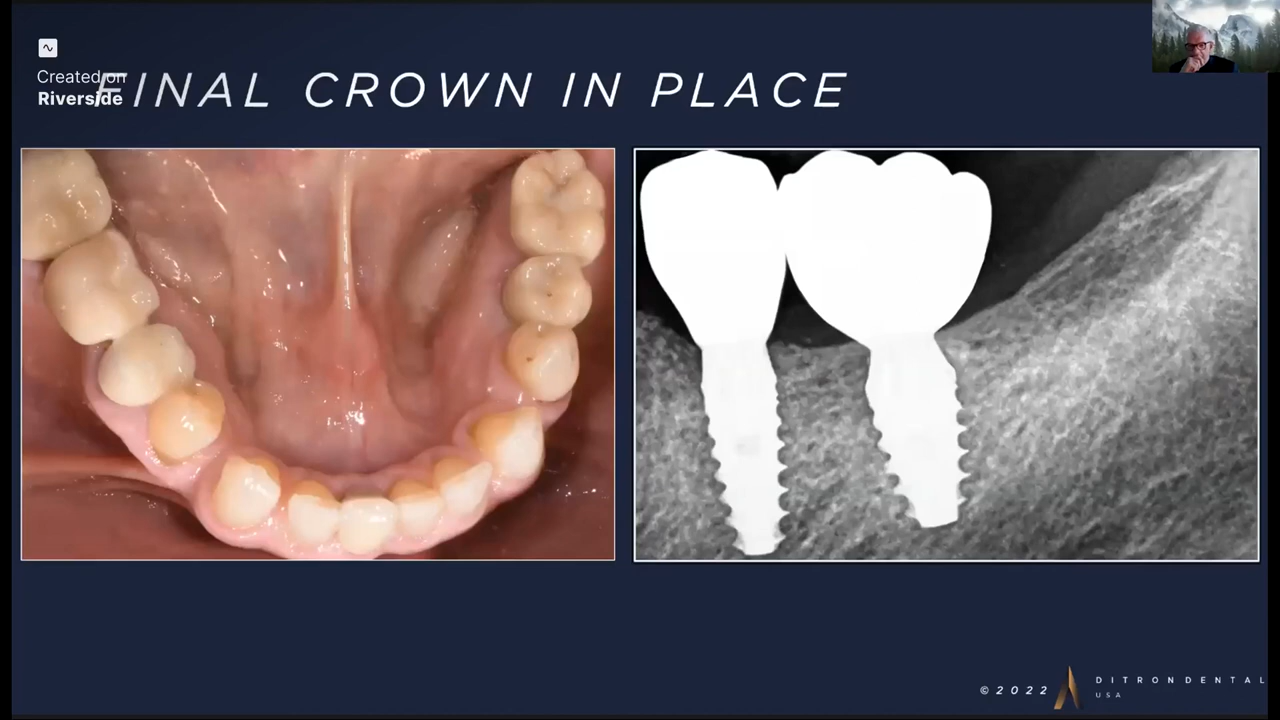 Created on
Riverside
FINAL CROWN IN PLACE
©2022 DITRONDENTAL
USA